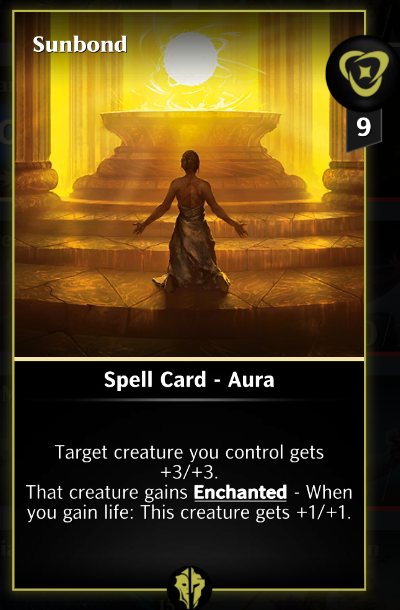 Sunbond
9
Spell Card - Aura
Target creature you control gets
+3/+3.
That creature gains Enchanted - When
you gain life: This creature gets +1/+1.